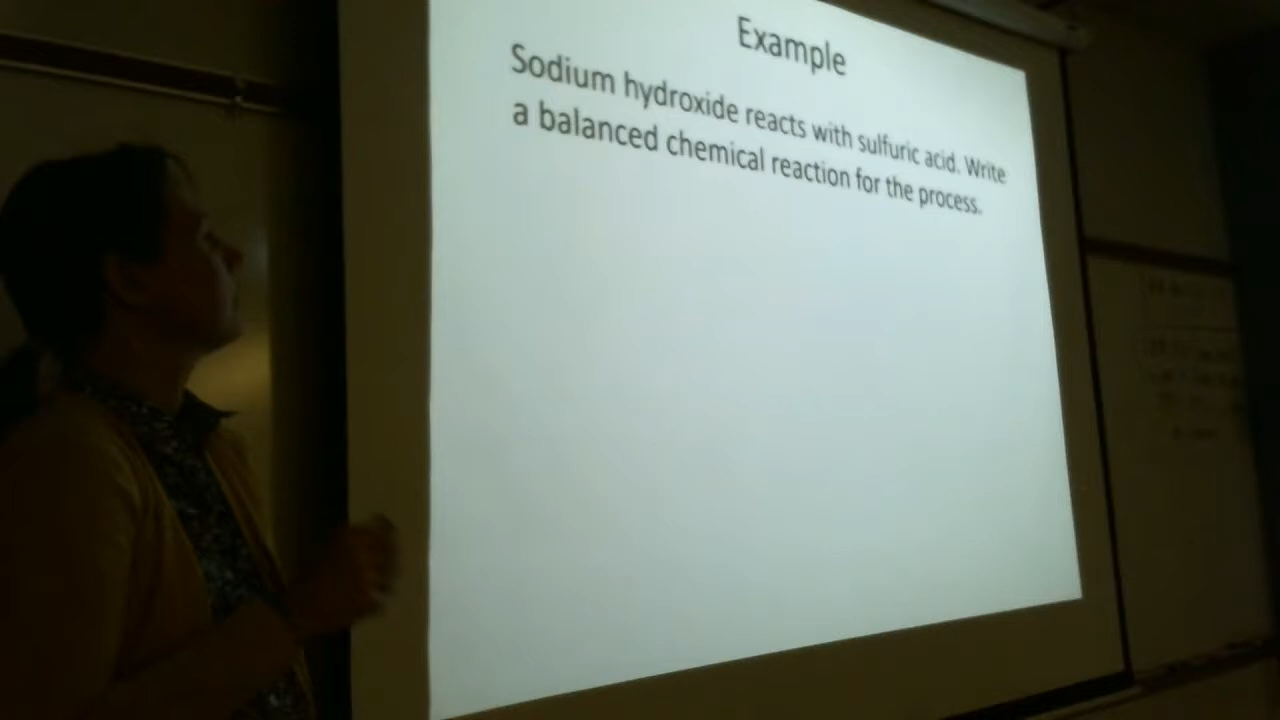 Example
Sodium hydroxide reacts with sulfuric acid. Write
a balanced chemical reaction for the process.